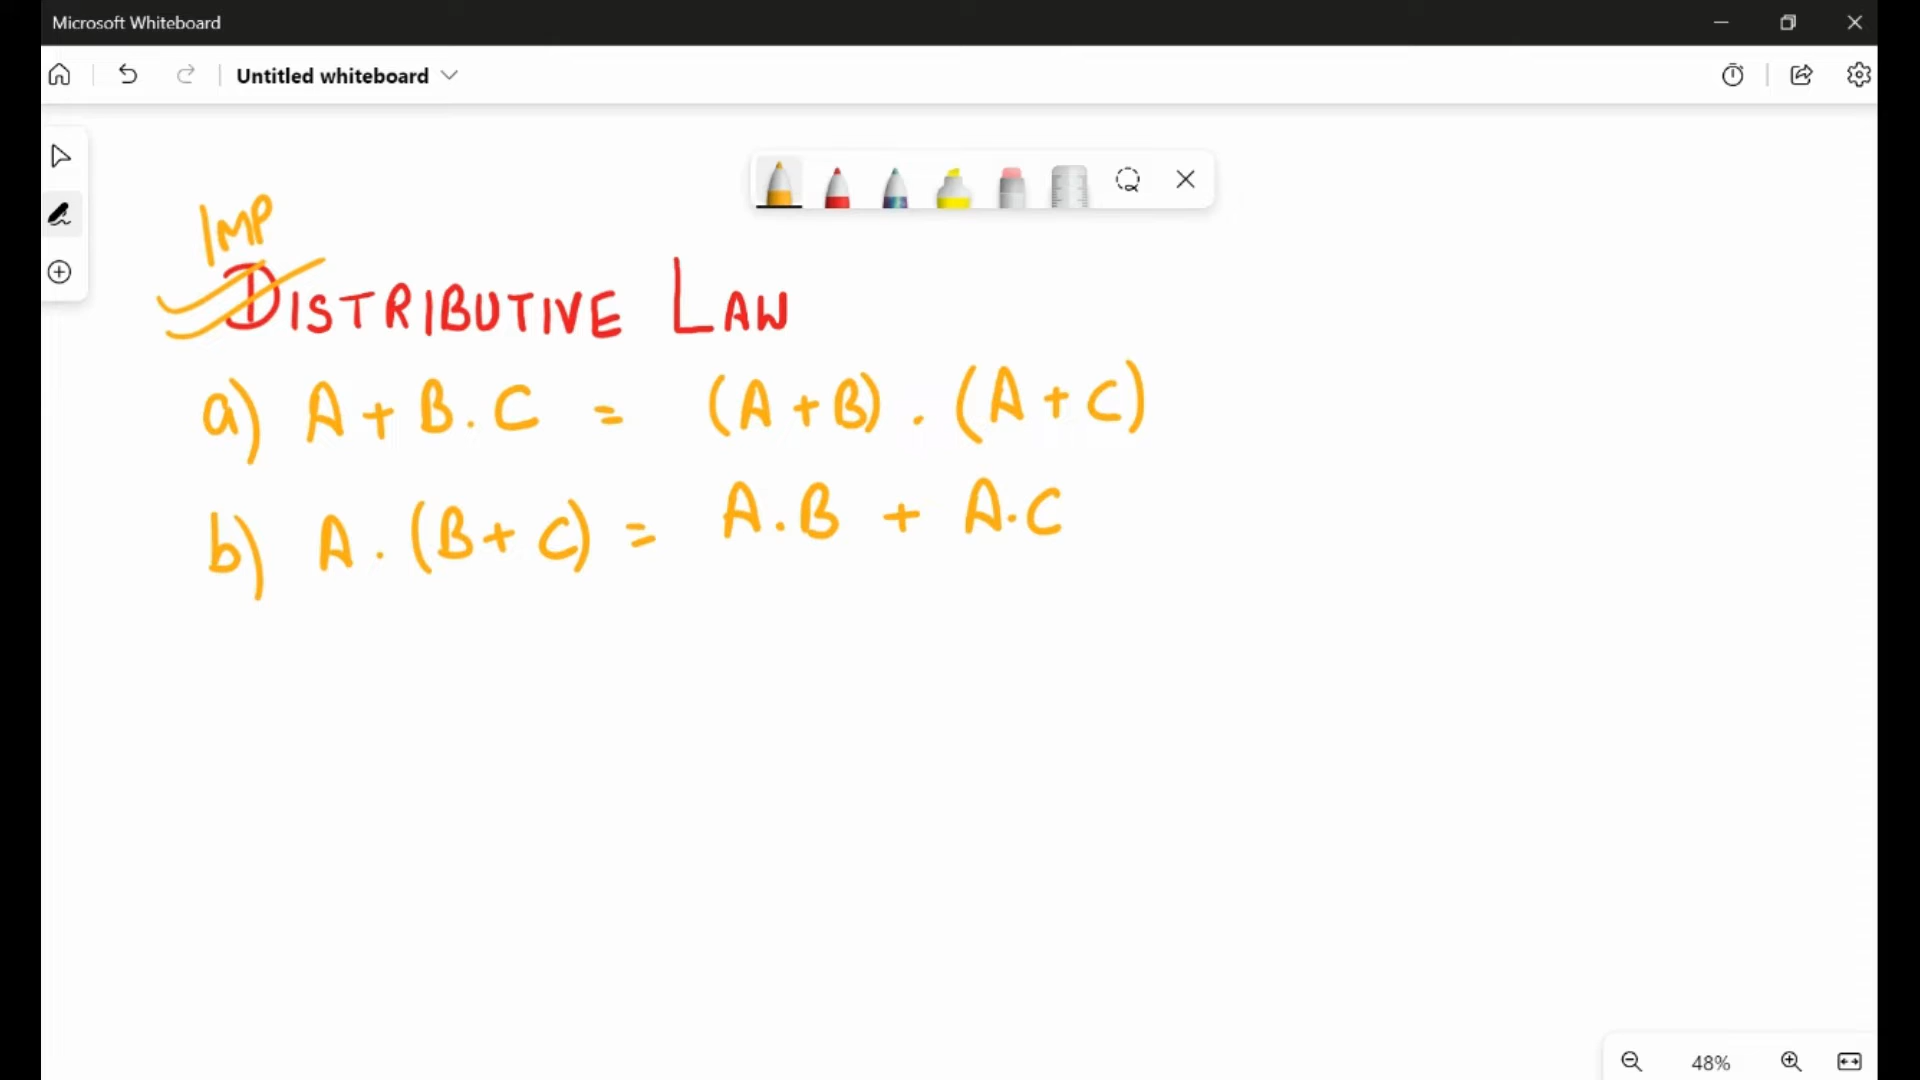 Microsoft Whiteboard
Untitled whiteboard
IMP
DISTRIBUTIVE LAW
a) A + B . C = (A + B) . (A + C)
b) A . (B + C) = A . B + A . C
48%